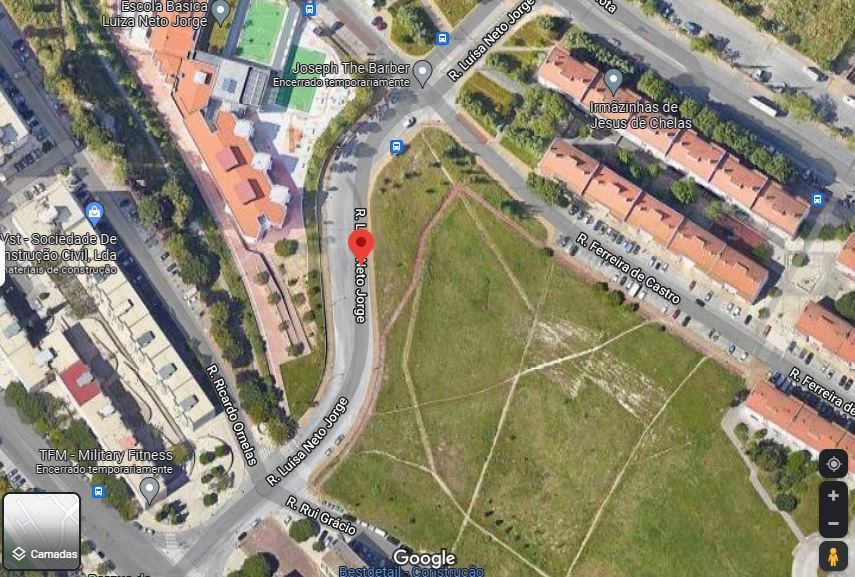 Escola Básica
Luiza Neto Jorge
Joseph The Barber
Encerrado temporariamente
R. Luísa Neto Jorge
Irmãzinhas de
Jesus de Chelas
Vst - Sociedade De
nstrução Civil, Lda
materiais de construção
R. Ferreira de Castro
Neto Jorge
R. Ferreira de
R. Ricardo Ornelas
R. Luísa Neto Jorge
TFM - Military Fitness
Encerrado temporariamente
R. Rui Grácio
Camadas
Google
Bestdetail - Construção